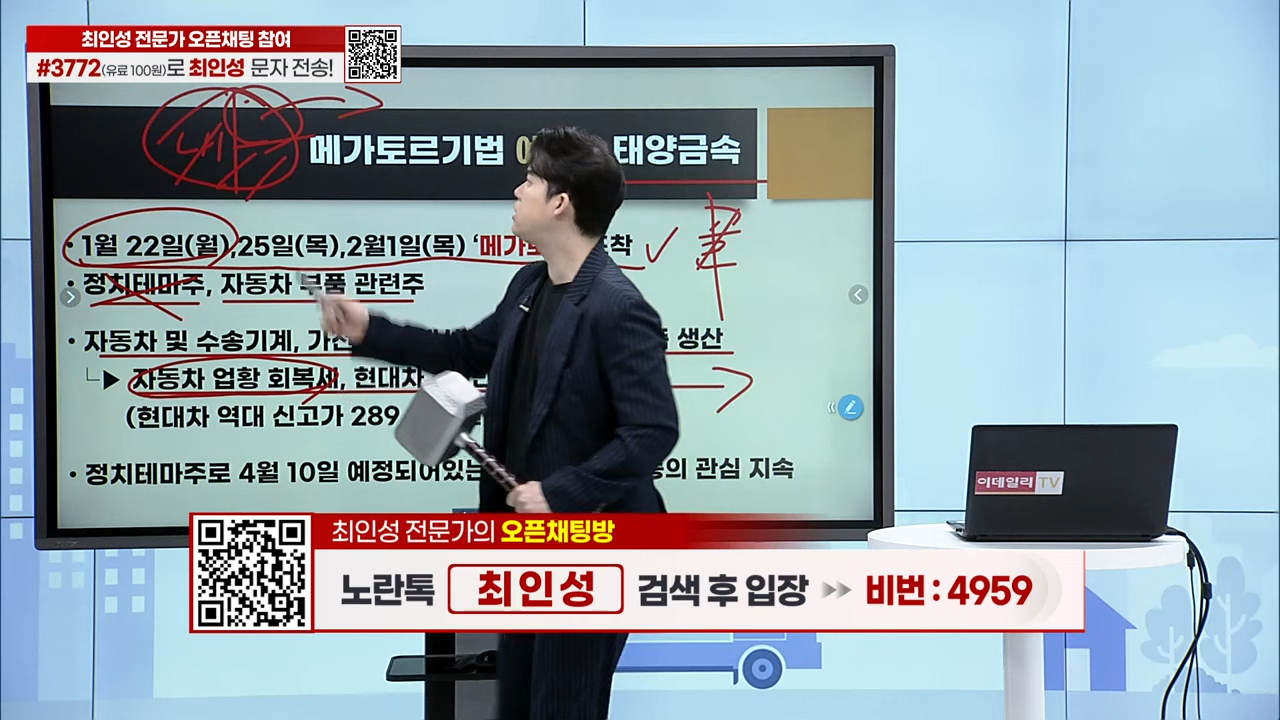 최인성 전문가 오픈채팅 참여
#3772(유료 100원)로 최인성 문자 전송!
메가토르기법 태양금속
• 1월 22일(월),25일(목),2월1일(목) ‘메가 착
• 정치테마주, 자동차 부품 관련주
• 자동차 및 수송기계, 생산
└▶ 자동차 업황 회복세, 현대차
(현대차 역대 신고가 289
• 정치테마주로 4월 10일 예정되어있는 관심 지속
이데일리TV
최인성 전문가의 오픈채팅방
노란톡 최인성 검색 후 입장 비번 : 4959